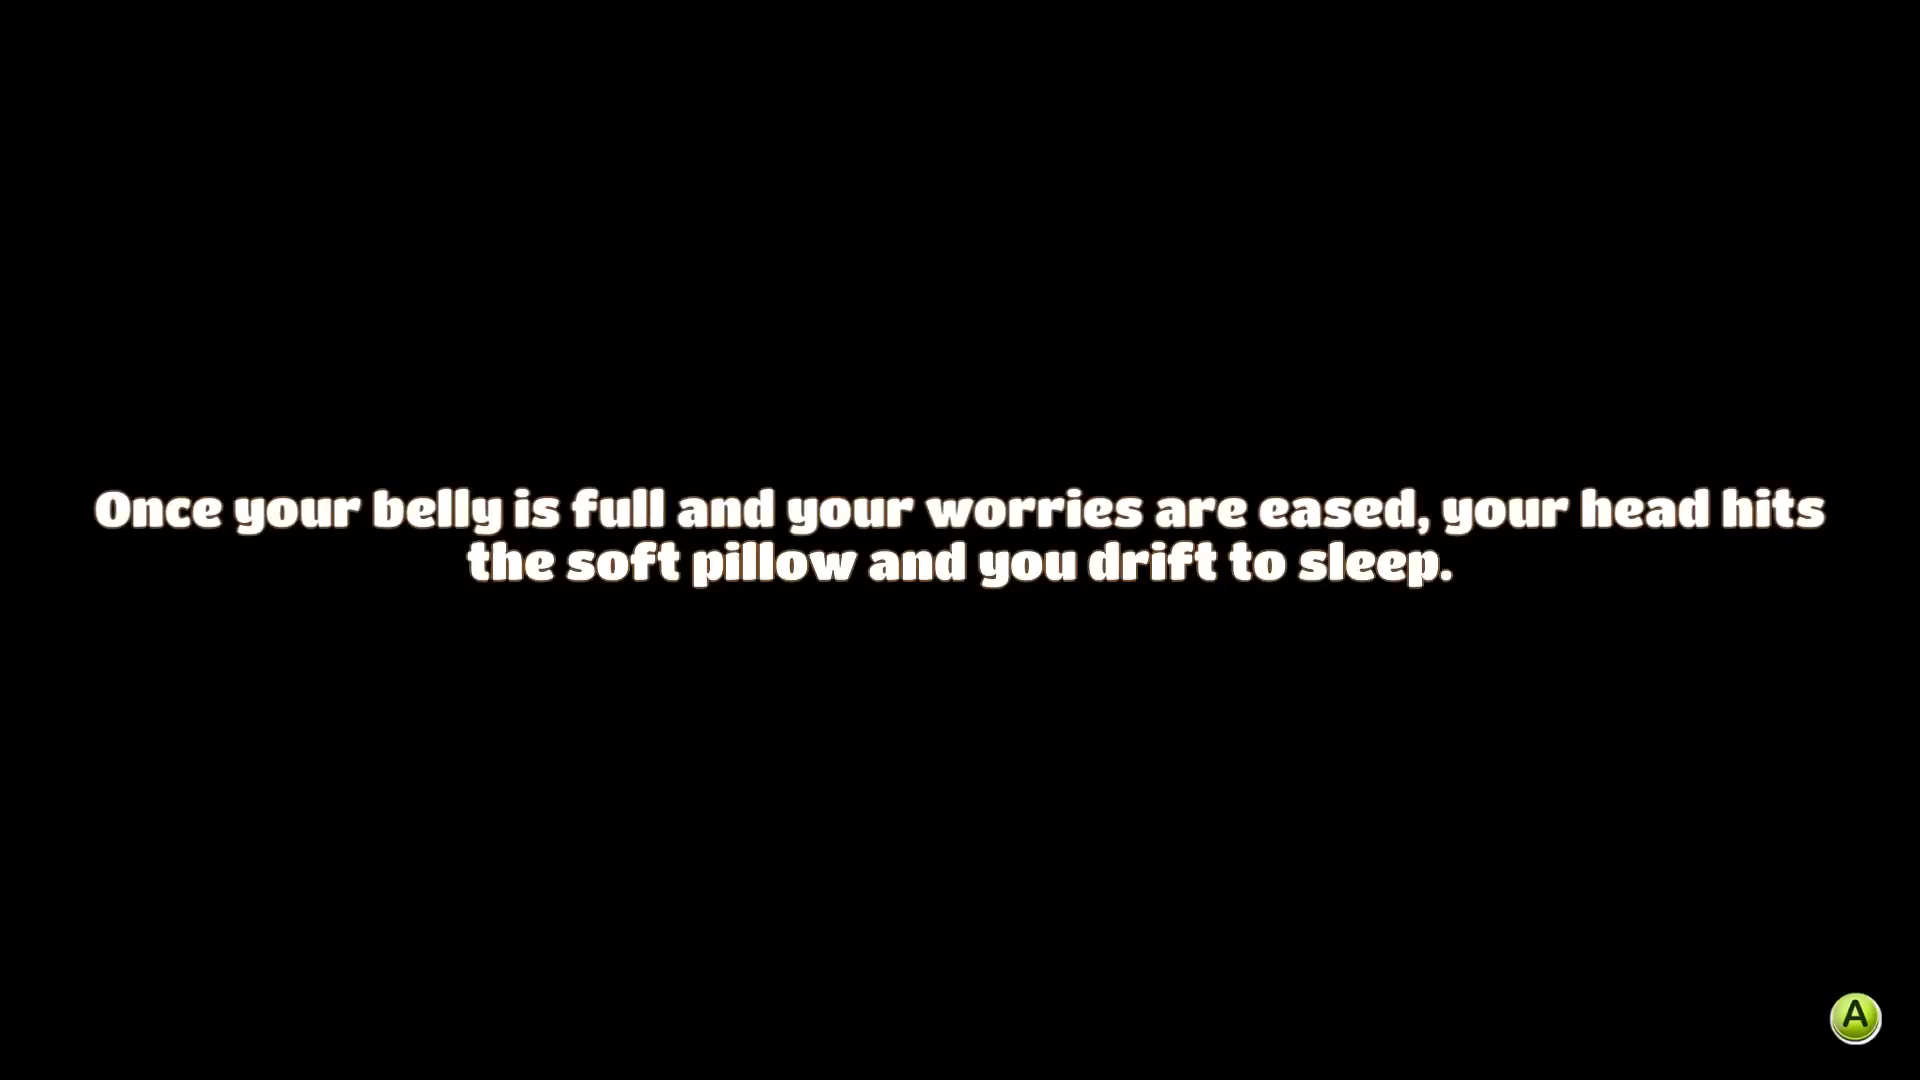 Once your belly is full and your worries are eased, your head hits
the soft pillow and you drift to sleep.
A